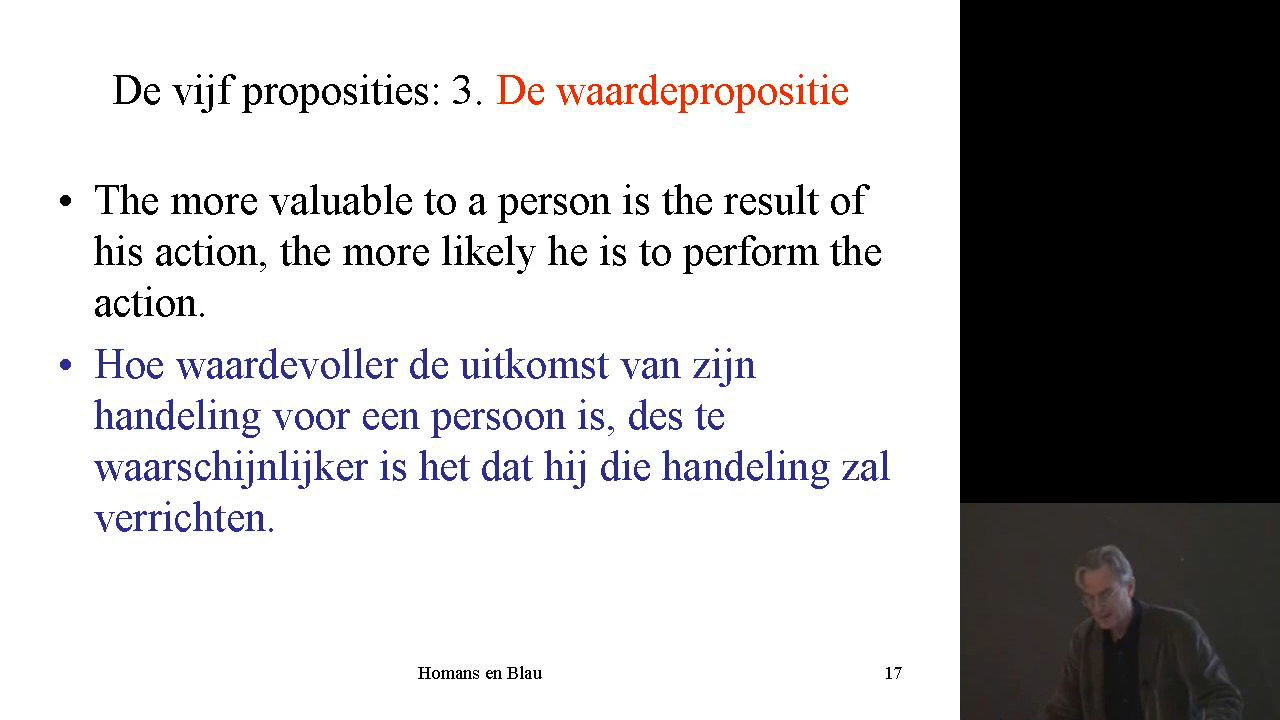 De vijf proposities: 3. De waardepropositie
• The more valuable to a person is the result of
his action, the more likely he is to perform the
action.
• Hoe waardevoller de uitkomst van zijn
handeling voor een persoon is, des te
waarschijnlijker is het dat hij die handeling zal
verrichten.
Homans en Blau
17